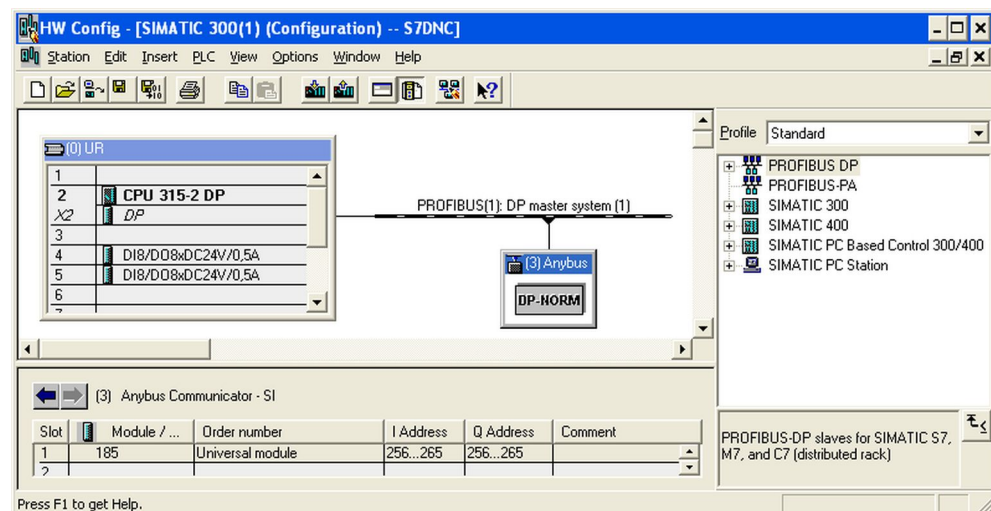 HW Config - [SIMATIC 300(1) (Configuration) -- S7DNC]
Station Edit Insert PLC View Options Window Help
(0) UR
1
2 CPU 315-2 DP
X2 DP
3
4 DI8/DO8xDC24V/0,5A
5 DI8/DO8xDC24V/0,5A
6
7
PROFIBUS(1): DP master system (1)
(3) Anybus
DP-NORM
Profile Standard
PROFIBUS DP
PROFIBUS-PA
SIMATIC 300
SIMATIC 400
SIMATIC PC Based Control 300/400
SIMATIC PC Station
(3) Anybus Communicator - SI
Slot Module / ... Order number I Address Q Address Comment
1 185 Universal module 256...265 256...265
2
PROFIBUS-DP slaves for SIMATIC S7,
M7, and C7 (distributed rack)
Press F1 to get Help.